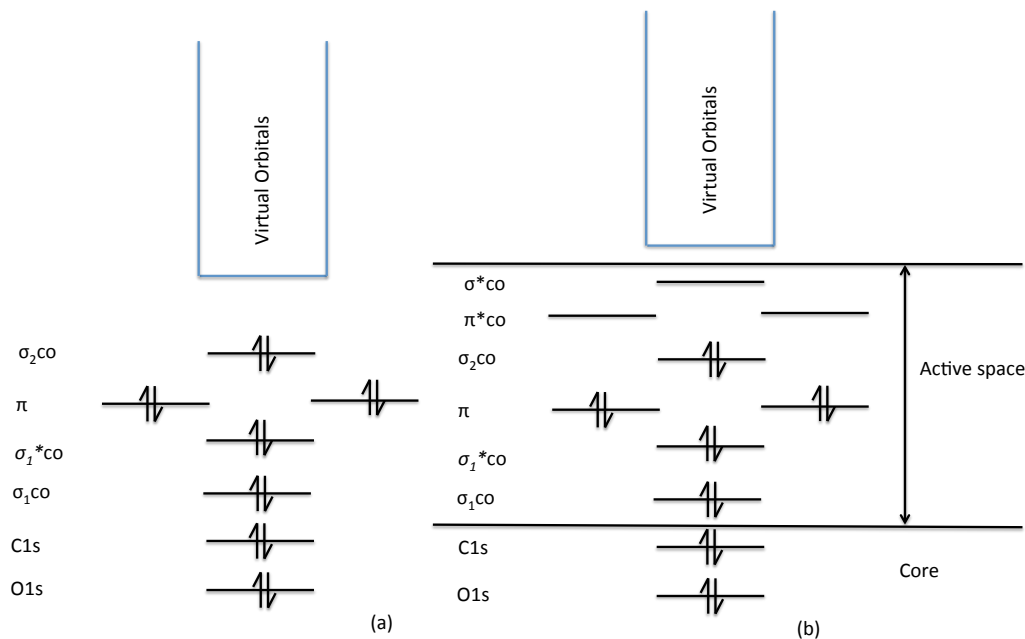 Virtual Orbitals
σ₂co
π
σ₁*co
σ₁co
C1s
O1s
(a)
Virtual Orbitals
σ*co
π*co
σ₂co
π
σ₁*co
σ₁co
C1s
O1s
Active space
Core
(b)